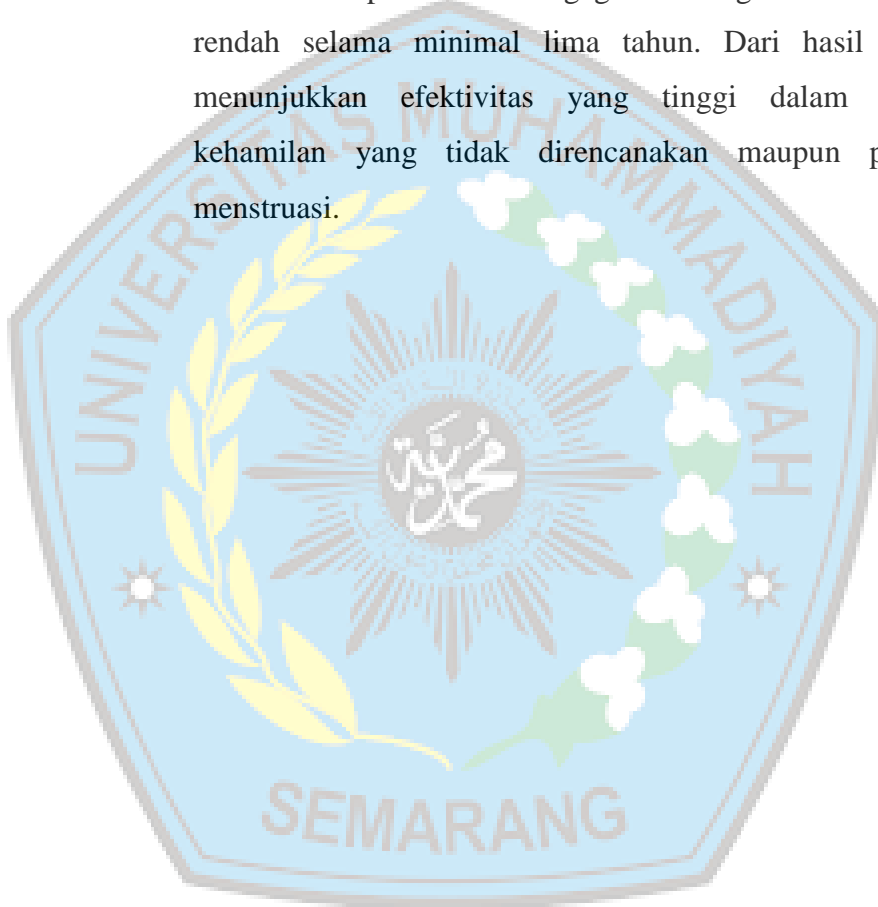 rendah selama minimal lima tahun. Dari hasil
menunjukkan efektivitas yang tinggi dalam
kehamilan yang tidak direncanakan maupun
menstruasi.
UNIVERSITAS MUHAMMADIYAH
محمدية
SEMARANG